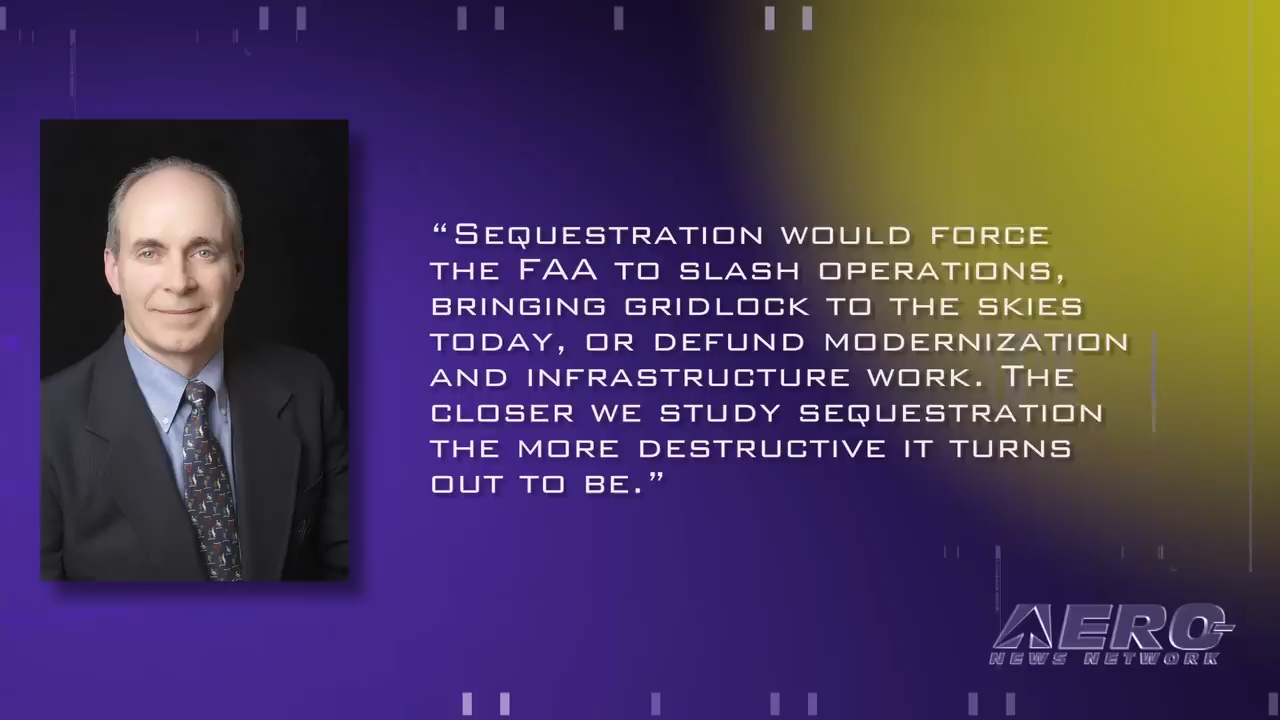 “SEQUESTRATION WOULD FORCE
THE FAA TO SLASH OPERATIONS,
BRINGING GRIDLOCK TO THE SKIES
TODAY, OR DEFUND MODERNIZATION
AND INFRASTRUCTURE WORK. THE
CLOSER WE STUDY SEQUESTRATION
THE MORE DESTRUCTIVE IT TURNS
OUT TO BE.”
AERO
NEWS NETWORK